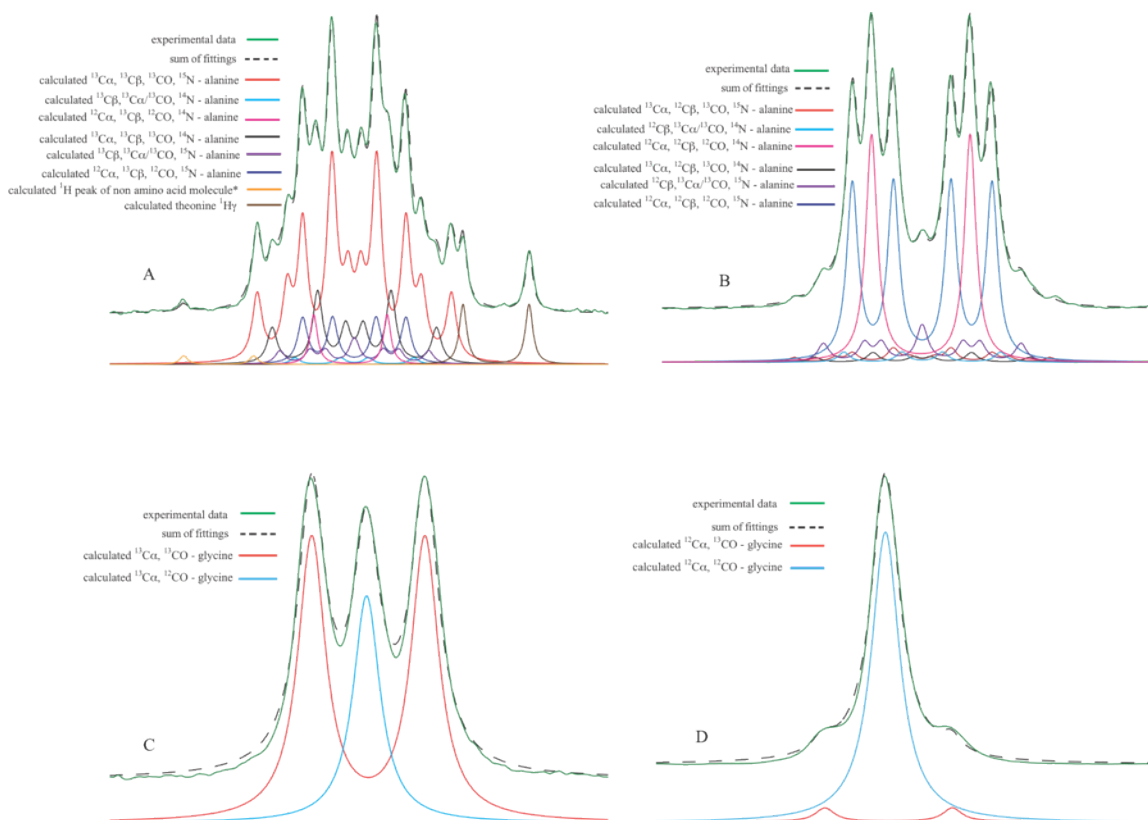 experimental data
sum of fittings
calculated ¹³Cα, ¹³Cβ, ¹³CO, ¹⁵N - alanine
calculated ¹³Cβ,¹³Cα/¹³CO, ¹⁴N - alanine
calculated ¹²Cα, ¹³Cβ, ¹²CO, ¹⁴N - alanine
calculated ¹³Cα, ¹³Cβ, ¹³CO, ¹⁴N - alanine
calculated ¹³Cβ,¹³Cα/¹³CO, ¹⁵N - alanine
calculated ¹²Cα, ¹³Cβ, ¹²CO, ¹⁵N - alanine
calculated ¹H peak of non amino acid molecule*
calculated theonine ¹Hγ
A
experimental data
sum of fittings
calculated ¹³Cα, ¹²Cβ, ¹³CO, ¹⁵N - alanine
calculated ¹²Cβ,¹³Cα/¹³CO, ¹⁴N - alanine
calculated ¹²Cα, ¹²Cβ, ¹²CO, ¹⁴N - alanine
calculated ¹³Cα, ¹²Cβ, ¹³CO, ¹⁴N - alanine
calculated ¹²Cβ,¹³Cα/¹³CO, ¹⁵N - alanine
calculated ¹²Cα, ¹²Cβ, ¹²CO, ¹⁵N - alanine
B
experimental data
sum of fittings
calculated ¹³Cα, ¹³CO - glycine
calculated ¹³Cα, ¹²CO - glycine
C
experimental data
sum of fittings
calculated ¹²Cα, ¹³CO - glycine
calculated ¹²Cα, ¹²CO - glycine
D